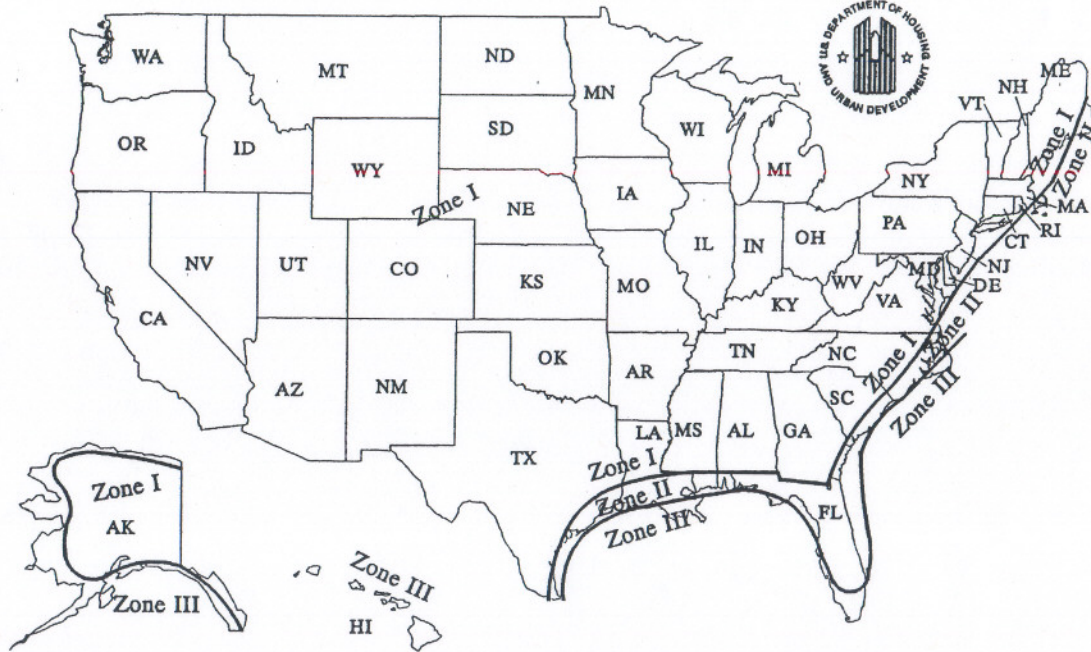 U.S. DEPARTMENT OF HOUSING AND URBAN DEVELOPMENT
WA
MT
ND
MN
ME
VT
NH
OR
ID
SD
WI
Zone I
Zone II
WY
MI
NY
Zone I
NE
IA
MA
RI
PA
CT
NV
UT
CO
IL
IN
OH
NJ
MD
DE
KS
MO
WV
VA
KY
CA
Zone I
Zone II
Zone III
OK
TN
NC
AZ
NM
AR
SC
LA
MS
AL
GA
TX
Zone I
Zone II
Zone III
FL
Zone I
AK
Zone III
Zone III
HI